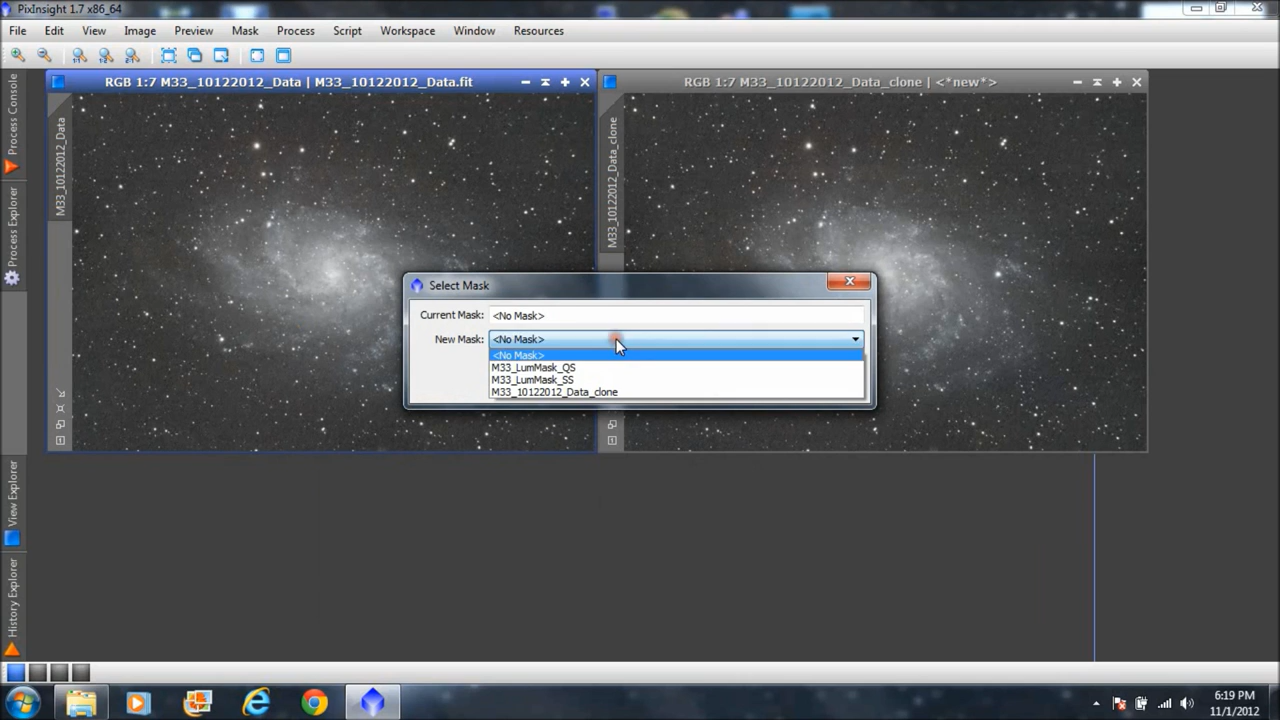 PixInsight 1.7 x86_64
File Edit View Image Preview Mask Process Script Workspace Window Resources
RGB 1:7 M33_10122012_Data | M33_10122012_Data.fit
RGB 1:7 M33_10122012_Data_clone | <*new*>
Process Console
Process Explorer
View Explorer
History Explorer
M33_10122012_Data
M33_10122012_Data_clone
Select Mask
Current Mask: <No Mask>
New Mask: <No Mask>
<No Mask>
M33_LumMask_QS
M33_LumMask_SS
M33_10122012_Data_clone
6:19 PM
11/1/2012